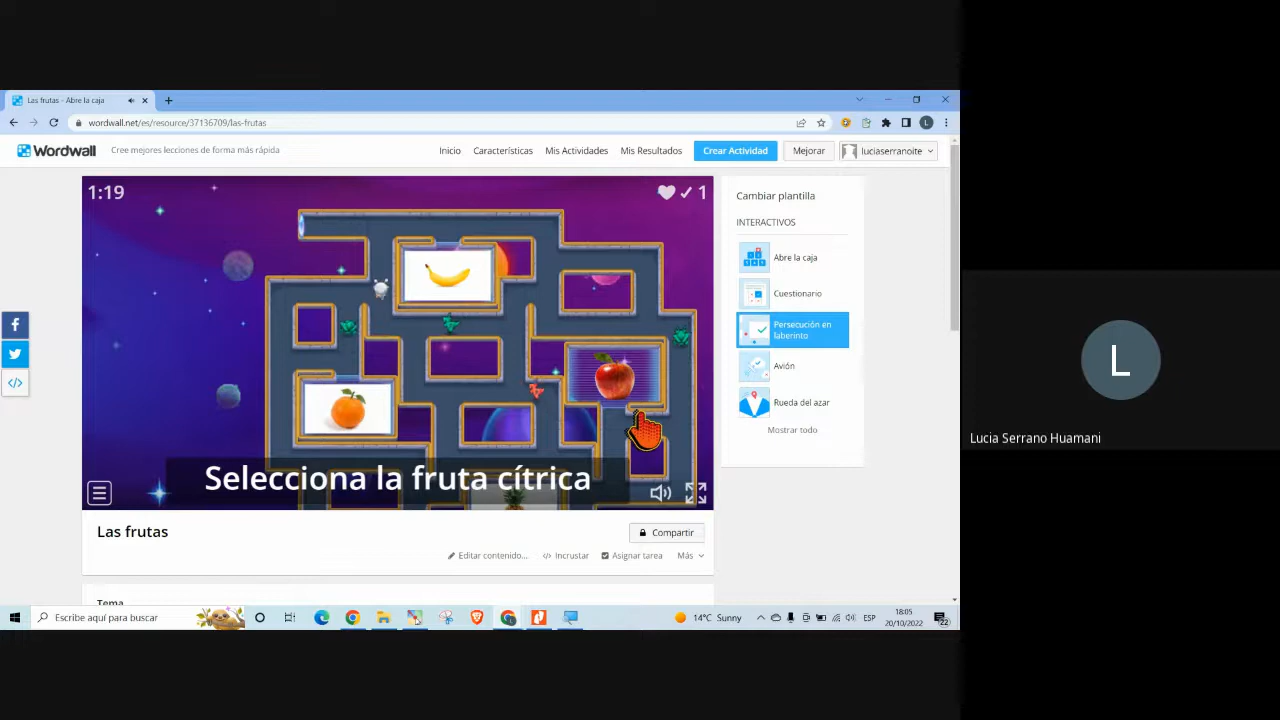 Las frutas - Abre la caja
wordwall.net/es/resource/37136709/las-frutas
L
Wordwall
Cree mejores lecciones de forma más rápida
Inicio
Características
Mis Actividades
Mis Resultados
Crear Actividad
Mejorar
luciaserranoite
1:19
1
Selecciona la fruta cítrica
Cambiar plantilla
INTERACTIVOS
Abre la caja
Cuestionario
Persecución en
laberinto
Avión
Rueda del azar
Mostrar todo
Las frutas
Compartir
Editar contenido...
Incrustar
Asignar tarea
Más
Tema
Escribe aquí para buscar
14°C Sunny
ESP
18:05
20/10/2022
22
L
Lucia Serrano Huamani